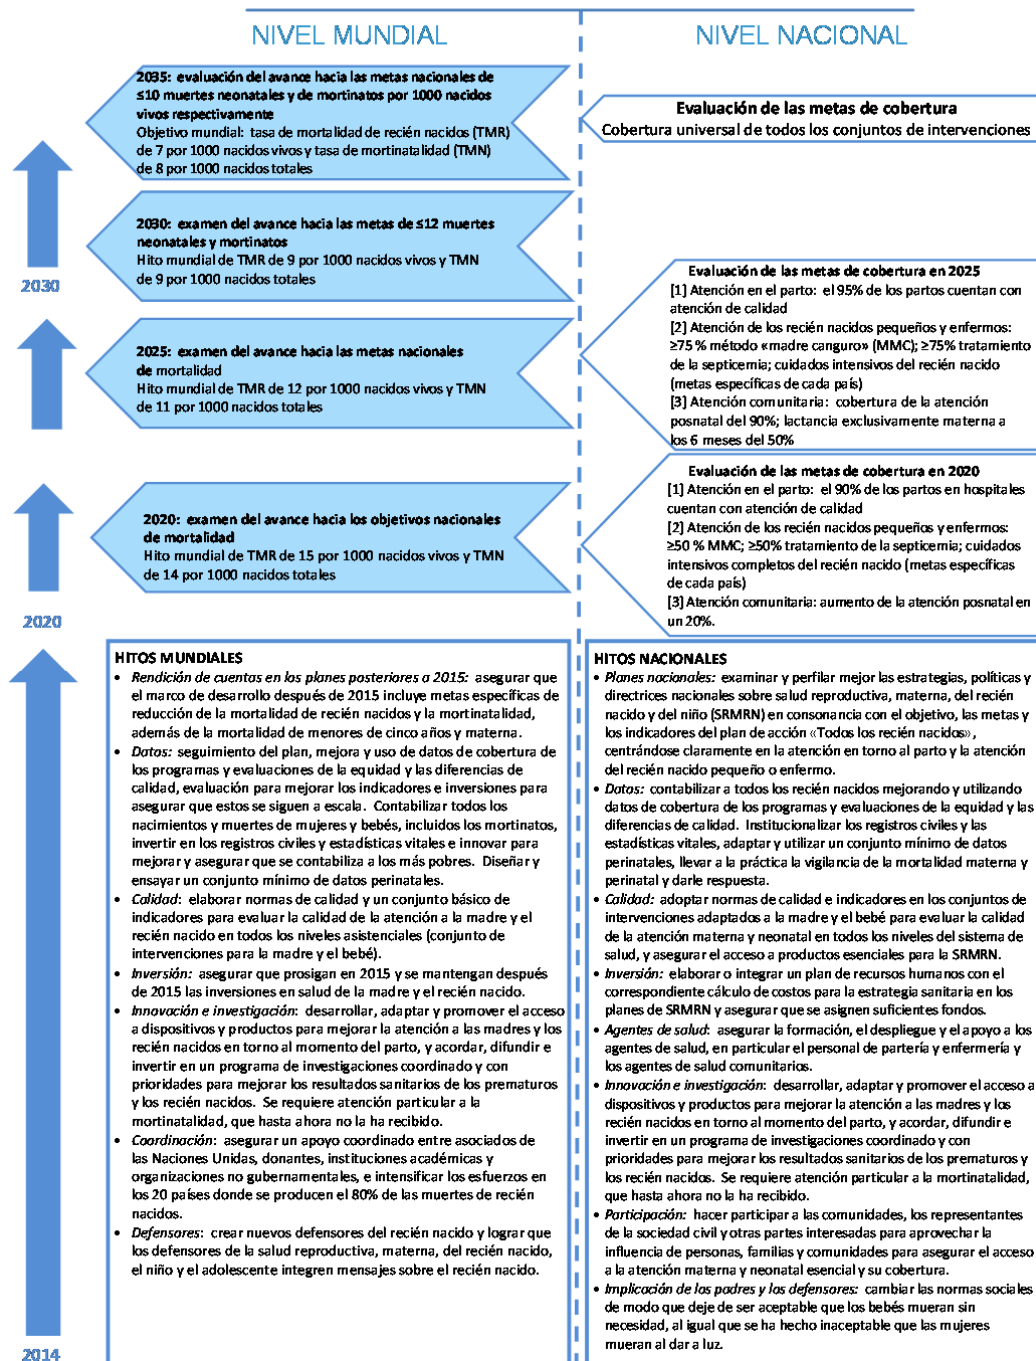 NIVEL MUNDIAL
NIVEL NACIONAL
2035: evaluación del avance hacia las metas nacionales de
≤10 muertes neonatales y de mortinatos por 1000 nacidos
vivos respectivamente
Objetivo mundial: tasa de mortalidad de recién nacidos (TMR)
de 7 por 1000 nacidos vivos y tasa de mortinatalidad (TMN)
de 8 por 1000 nacidos totales
Evaluación de las metas de cobertura
Cobertura universal de todos los conjuntos de intervenciones
2030: examen del avance hacia las metas de ≤12 muertes
neonatales y mortinatos
Hito mundial de TMR de 9 por 1000 nacidos vivos y TMN
de 9 por 1000 nacidos totales
2030
2025: examen del avance hacia las metas nacionales
de mortalidad
Hito mundial de TMR de 12 por 1000 nacidos vivos y TMN
de 11 por 1000 nacidos totales
Evaluación de las metas de cobertura en 2025
[1] Atención en el parto: el 95% de los partos cuentan con
atención de calidad
[2] Atención de los recién nacidos pequeños y enfermos:
≥75 % método «madre canguro» (MMC); ≥75% tratamiento
de la septicemia; cuidados intensivos del recién nacido
(metas específicas de cada país)
[3] Atención comunitaria: cobertura de la atención
posnatal del 90%; lactancia exclusivamente materna a
los 6 meses del 50%
2020: examen del avance hacia los objetivos nacionales
de mortalidad
Hito mundial de TMR de 15 por 1000 nacidos vivos y TMN
de 14 por 1000 nacidos totales
Evaluación de las metas de cobertura en 2020
[1] Atención en el parto: el 90% de los partos en hospitales
cuentan con atención de calidad
[2] Atención de los recién nacidos pequeños y enfermos:
≥50 % MMC; ≥50% tratamiento de la septicemia; cuidados
intensivos completos del recién nacido (metas específicas
de cada país)
[3] Atención comunitaria: aumento de la atención posnatal en
un 20%.
2020
HITOS MUNDIALES
• Rendición de cuentas en los planes posteriores a 2015: asegurar que
el marco de desarrollo después de 2015 incluye metas específicas de
reducción de la mortalidad de recién nacidos y la mortinatalidad,
además de la mortalidad de menores de cinco años y materna.
• Datos: seguimiento del plan, mejora y uso de datos de cobertura de
los programas y evaluaciones de la equidad y las diferencias de
calidad, evaluación para mejorar los indicadores e inversiones para
asegurar que estos se siguen a escala. Contabilizar todos los
nacimientos y muertes de mujeres y bebés, incluidos los mortinatos,
invertir en los registros civiles y estadísticas vitales e innovar para
mejorar y asegurar que se contabiliza a los más pobres. Diseñar y
ensayar un conjunto mínimo de datos perinatales.
• Calidad: elaborar normas de calidad y un conjunto básico de
indicadores para evaluar la calidad de la atención a la madre y el
recién nacido en todos los niveles asistenciales (conjunto de
intervenciones para la madre y el bebé).
• Inversión: asegurar que prosigan en 2015 y se mantengan después
de 2015 las inversiones en salud de la madre y el recién nacido.
• Innovación e investigación: desarrollar, adaptar y promover el acceso
a dispositivos y productos para mejorar la atención a las madres y los
recién nacidos en torno al momento del parto, y acordar, difundir e
invertir en un programa de investigaciones coordinado y con
prioridades para mejorar los resultados sanitarios de los prematuros
y los recién nacidos. Se requiere atención particular a la
mortinatalidad, que hasta ahora no la ha recibido.
• Coordinación: asegurar un apoyo coordinado entre asociados de
las Naciones Unidas, donantes, instituciones académicas y
organizaciones no gubernamentales, e intensificar los esfuerzos en
los 20 países donde se producen el 80% de las muertes de recién
nacidos.
• Defensores: crear nuevos defensores del recién nacido y lograr que
los defensores de la salud reproductiva, materna, del recién nacido,
el niño y el adolescente integren mensajes sobre el recién nacido.
HITOS NACIONALES
• Planes nacionales: examinar y perfilar mejor las estrategias, políticas y
directrices nacionales sobre salud reproductiva, materna, del recién
nacido y del niño (SRMRN) en consonancia con el objetivo, las metas y
los indicadores del plan de acción «Todos los recién nacidos»,
centrándose claramente en la atención en torno al parto y la atención
del recién nacido pequeño o enfermo.
• Datos: contabilizar a todos los recién nacidos mejorando y utilizando
datos de cobertura de los programas y evaluaciones de la equidad y las
diferencias de calidad. Institucionalizar los registros civiles y las
estadísticas vitales, adaptar y utilizar un conjunto mínimo de datos
perinatales, llevar a la práctica la vigilancia de la mortalidad materna y
perinatal y darle respuesta.
• Calidad: adoptar normas de calidad e indicadores en los conjuntos de
intervenciones adaptados a la madre y el bebé para evaluar la calidad
de la atención materna y neonatal en todos los niveles del sistema de
salud, y asegurar el acceso a productos esenciales para la SRMRN.
• Inversión: elaborar o integrar un plan de recursos humanos con el
correspondiente cálculo de costos para la estrategia sanitaria en los
planes de SRMRN y asegurar que se asignen suficientes fondos.
• Agentes de salud: asegurar la formación, el despliegue y el apoyo a los
agentes de salud, en particular el personal de partería y enfermería y
los agentes de salud comunitarios.
• Innovación e investigación: desarrollar, adaptar y promover el acceso a
dispositivos y productos para mejorar la atención a las madres y los
recién nacidos en torno al momento del parto, y acordar, difundir e
invertir en un programa de investigaciones coordinado y con
prioridades para mejorar los resultados sanitarios de los prematuros y
los recién nacidos. Se requiere atención particular a la mortinatalidad,
que hasta ahora no la ha recibido.
• Participación: hacer participar a las comunidades, los representantes
de la sociedad civil y otras partes interesadas para aprovechar la
influencia de personas, familias y comunidades para asegurar el acceso
a la atención materna y neonatal esencial y su cobertura.
• Implicación de los padres y los defensores: cambiar las normas sociales
de modo que deje de ser aceptable que los bebés mueran sin
necesidad, al igual que se ha hecho inaceptable que las mujeres
mueran al dar a luz.
2014